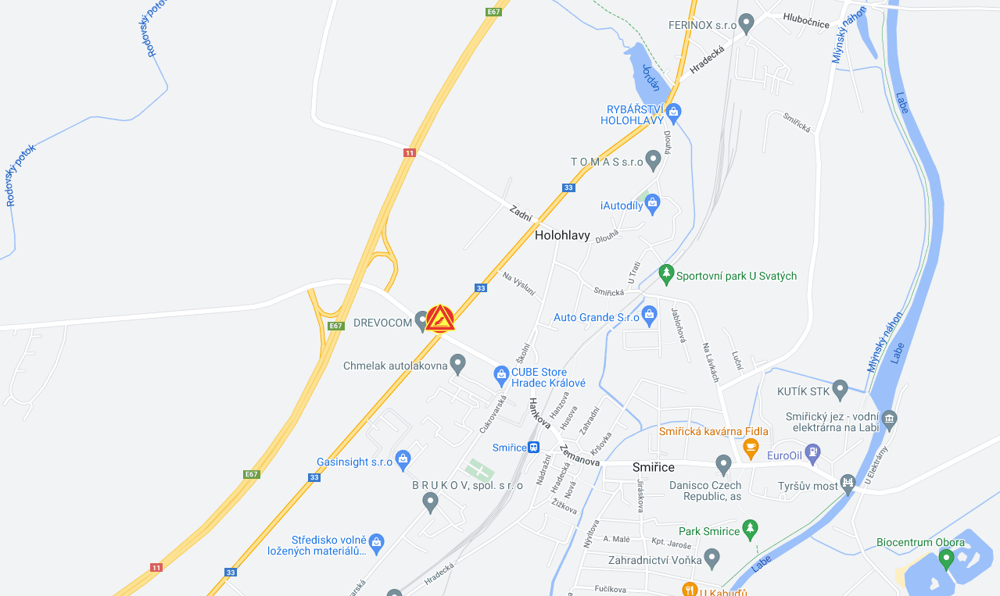 E67
Rodovský potok
FERINOX s.r.o
Hlubočnice
Mlýnský náhon
Hradecká
Jordán
RYBÁŘSTVÍ
HOLOHLAVY
Labe
Smiřická
Dlouhá
Rodovský potok
11
T O M A S s.r.o
33
iAutodíly
Zadní
Holohlavy
Dlouhá
U Trati
Sportovní park U Svatých
Na Výsluní
33
Smiřická
DREVOCOM
E67
Auto Grande S.r.o
Jabloňová
Mlýnský náhon
Labe
Školní
Na Lávkách
Luční
Chmelak autolakovna
CUBE Store
Hradec Králové
KUTÍK STK
Cukrovarská
Hankova
Hanzova
Husova
Zahradní
Smiřický jez - vodní
elektrárna na Labi
Kršovka
Smiřická kavárna Fidla
Smiřice
Zemanova
EuroOil
U Elektrárny
Gasinsight s.r.o
Smiřice
E67
33
B R U K O V, spol. s r. o
Nádražní
Hradecká
Nová
Jiráskova
Danisco Czech
Republic, as
Tyršův most
Žižkova
Park Smirice
Středisko volně
ložených materiálů...
Nývltova
A. Malé
Kpt. Jaroše
Biocentrum Obora
Zahradnictví Voňka
Labe
11
33
Hradecká
Fučíkova
U Kabuďů